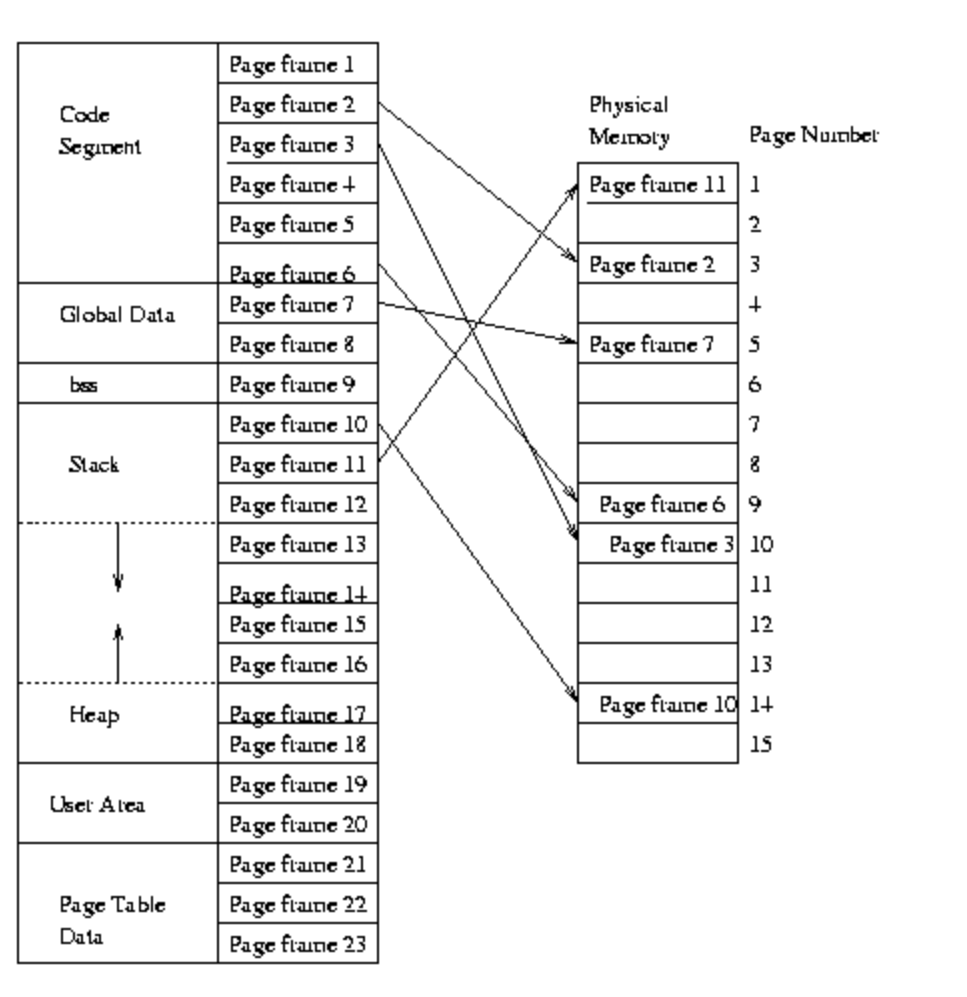 Code
Segment
Page frame 1
Page frame 2
Page frame 3
Page frame 4
Page frame 5
Page frame 6
Global Data
Page frame 7
Page frame 8
bss
Page frame 9
Stack
Page frame 10
Page frame 11
Page frame 12
Page frame 13
Page frame 14
Page frame 15
Page frame 16
Heap
Page frame 17
Page frame 18
User Area
Page frame 19
Page frame 20
Page Table
Data
Page frame 21
Page frame 22
Page frame 23
Physical
Memory
Page Number
Page frame 11 1
2
Page frame 2 3
4
Page frame 7 5
6
7
8
Page frame 6 9
Page frame 3 10
11
12
13
Page frame 10 14
15